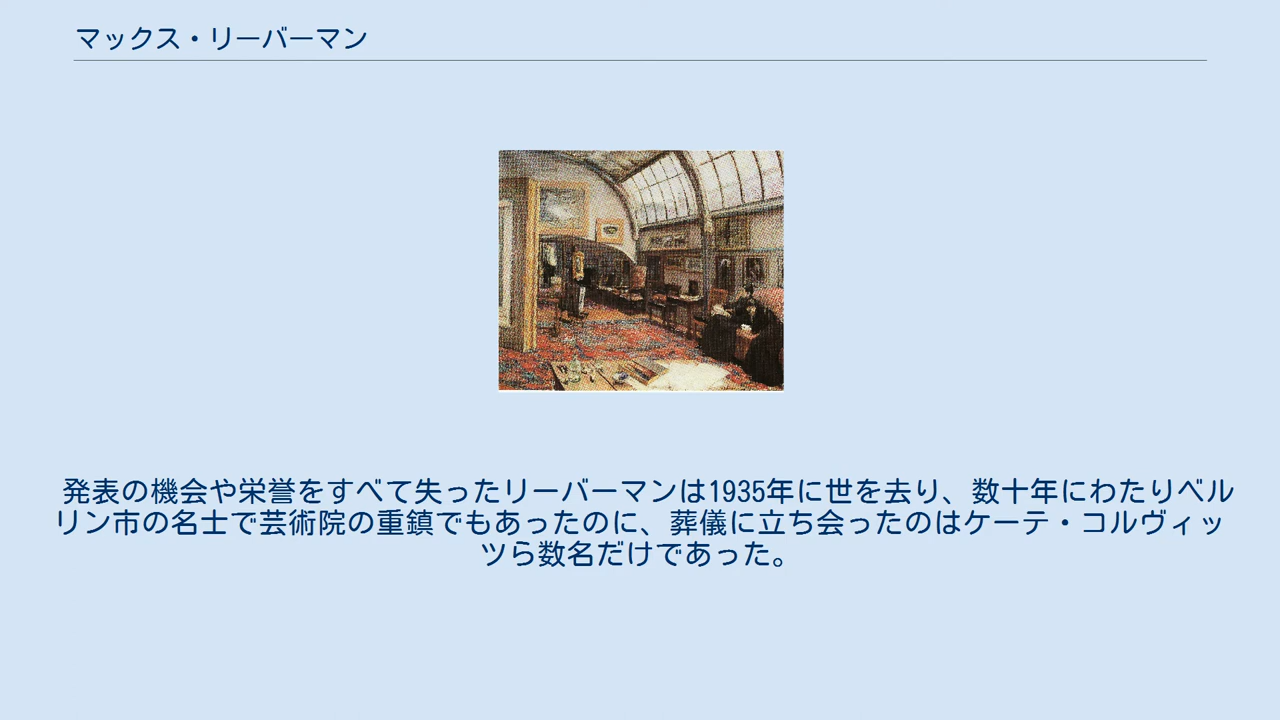 マックス・リーバーマン
発表の機会や栄誉をすべて失ったリーバーマンは1935年に世を去り、数十年にわたりベル
リン市の名士で芸術院の重鎮でもあったのに、葬儀に立ち会ったのはケーテ・コルヴィッ
ツら数名だけであった。